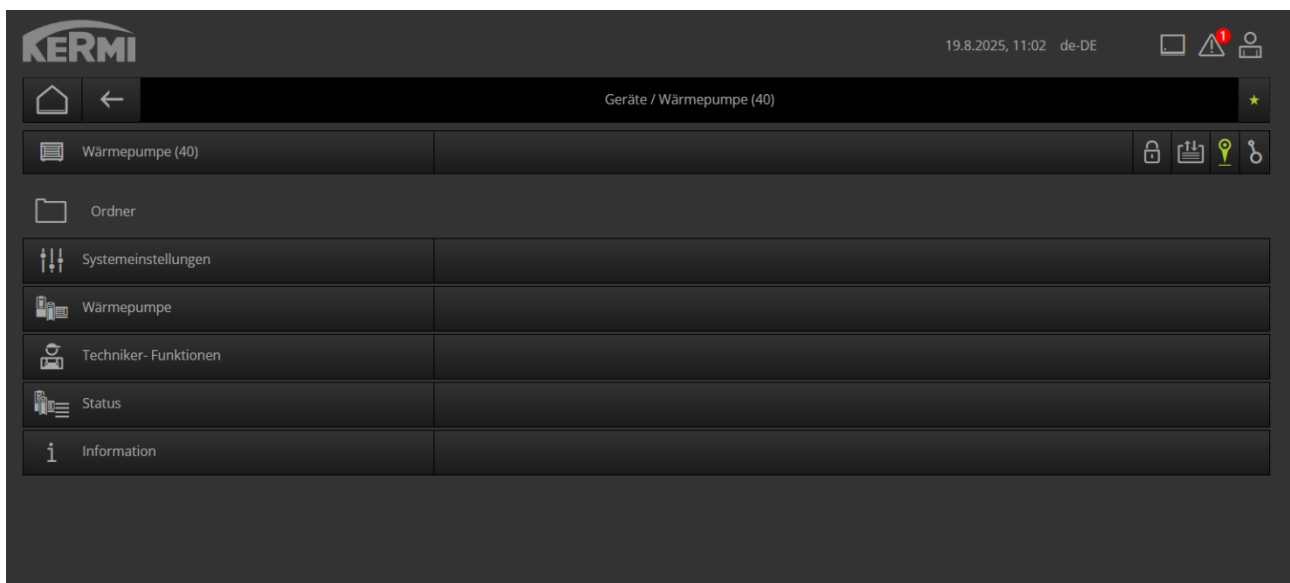 KERMI
19.8.2025, 11:02 de-DE
1
Geräte / Wärmepumpe (40)
Wärmepumpe (40)
Ordner
Systemeinstellungen
Wärmepumpe
Techniker- Funktionen
Status
Information